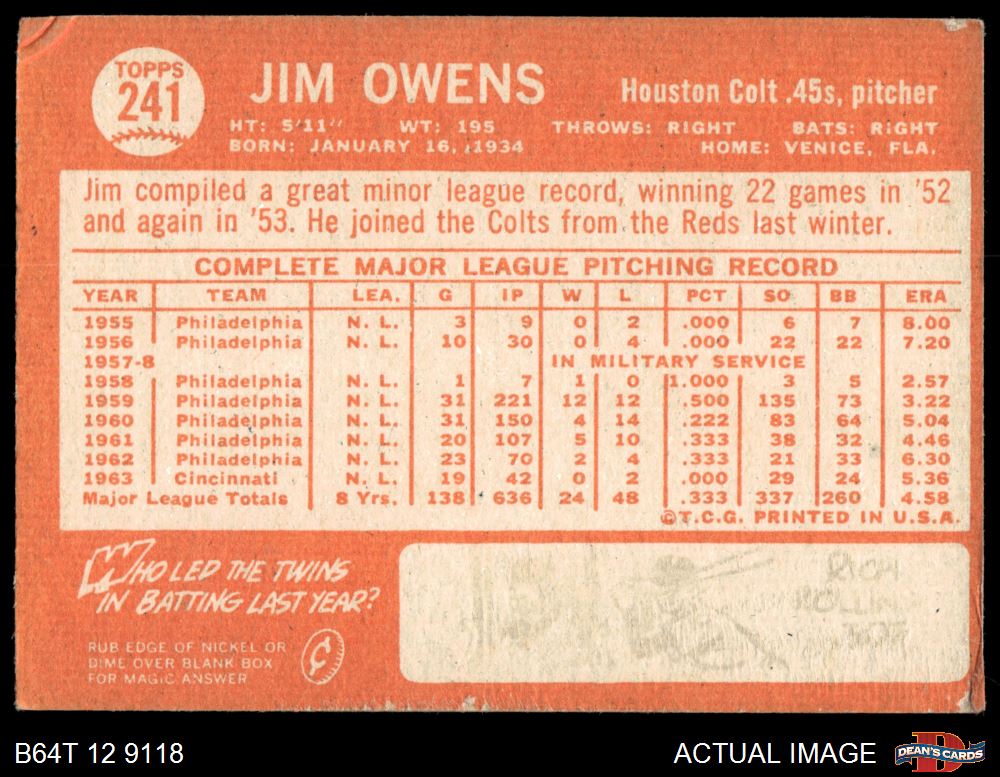 TOPPS
241
JIM OWENS
Houston Colt .45s, pitcher
HT: 5'11" WT: 195 THROWS: RIGHT BATS: RIGHT
BORN: JANUARY 16, 1934 HOME: VENICE, FLA.
Jim compiled a great minor league record, winning 22 games in '52
and again in '53. He joined the Colts from the Reds last winter.
COMPLETE MAJOR LEAGUE PITCHING RECORD
YEAR TEAM LEA. G IP W L PCT SO BB ERA
1955 Philadelphia N. L. 3 9 0 2 .000 6 7 8.00
1956 Philadelphia N. L. 10 30 0 4 .000 22 22 7.20
1957-8 IN MILITARY SERVICE
1958 Philadelphia N. L. 1 7 1 0 1.000 3 5 2.57
1959 Philadelphia N. L. 31 221 12 12 .500 135 73 3.22
1960 Philadelphia N. L. 31 150 4 14 .222 83 64 5.04
1961 Philadelphia N. L. 20 107 5 10 .333 38 32 4.46
1962 Philadelphia N. L. 23 70 2 4 .333 21 33 6.30
1963 Cincinnati N. L. 19 42 0 2 .000 29 24 5.36
Major League Totals 8 Yrs. 138 636 24 48 .333 337 260 4.58
©T.C.G. PRINTED IN U.S.A.
WHO LED THE TWINS
IN BATTING LAST YEAR?
RUB EDGE OF NICKEL OR
DIME OVER BLANK BOX
FOR MAGIC ANSWER
¢
RICH
B64T 12 9118
ACTUAL IMAGE
DEAN'S CARDS